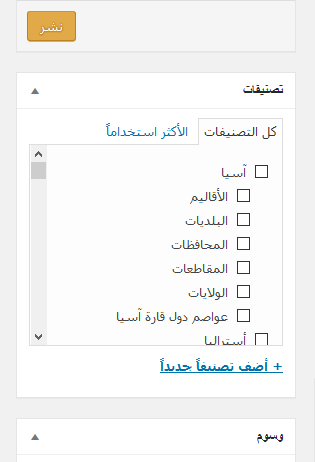 نشر
تصنيفات
كل التصنيفات
الأكثر استخداماً
آسيا
الأقاليم
البلديات
المحافظات
المقاطعات
الولايات
عواصم دول قارة آسيا
أستراليا
+ أضف تصنيفاً جديداً
وسوم